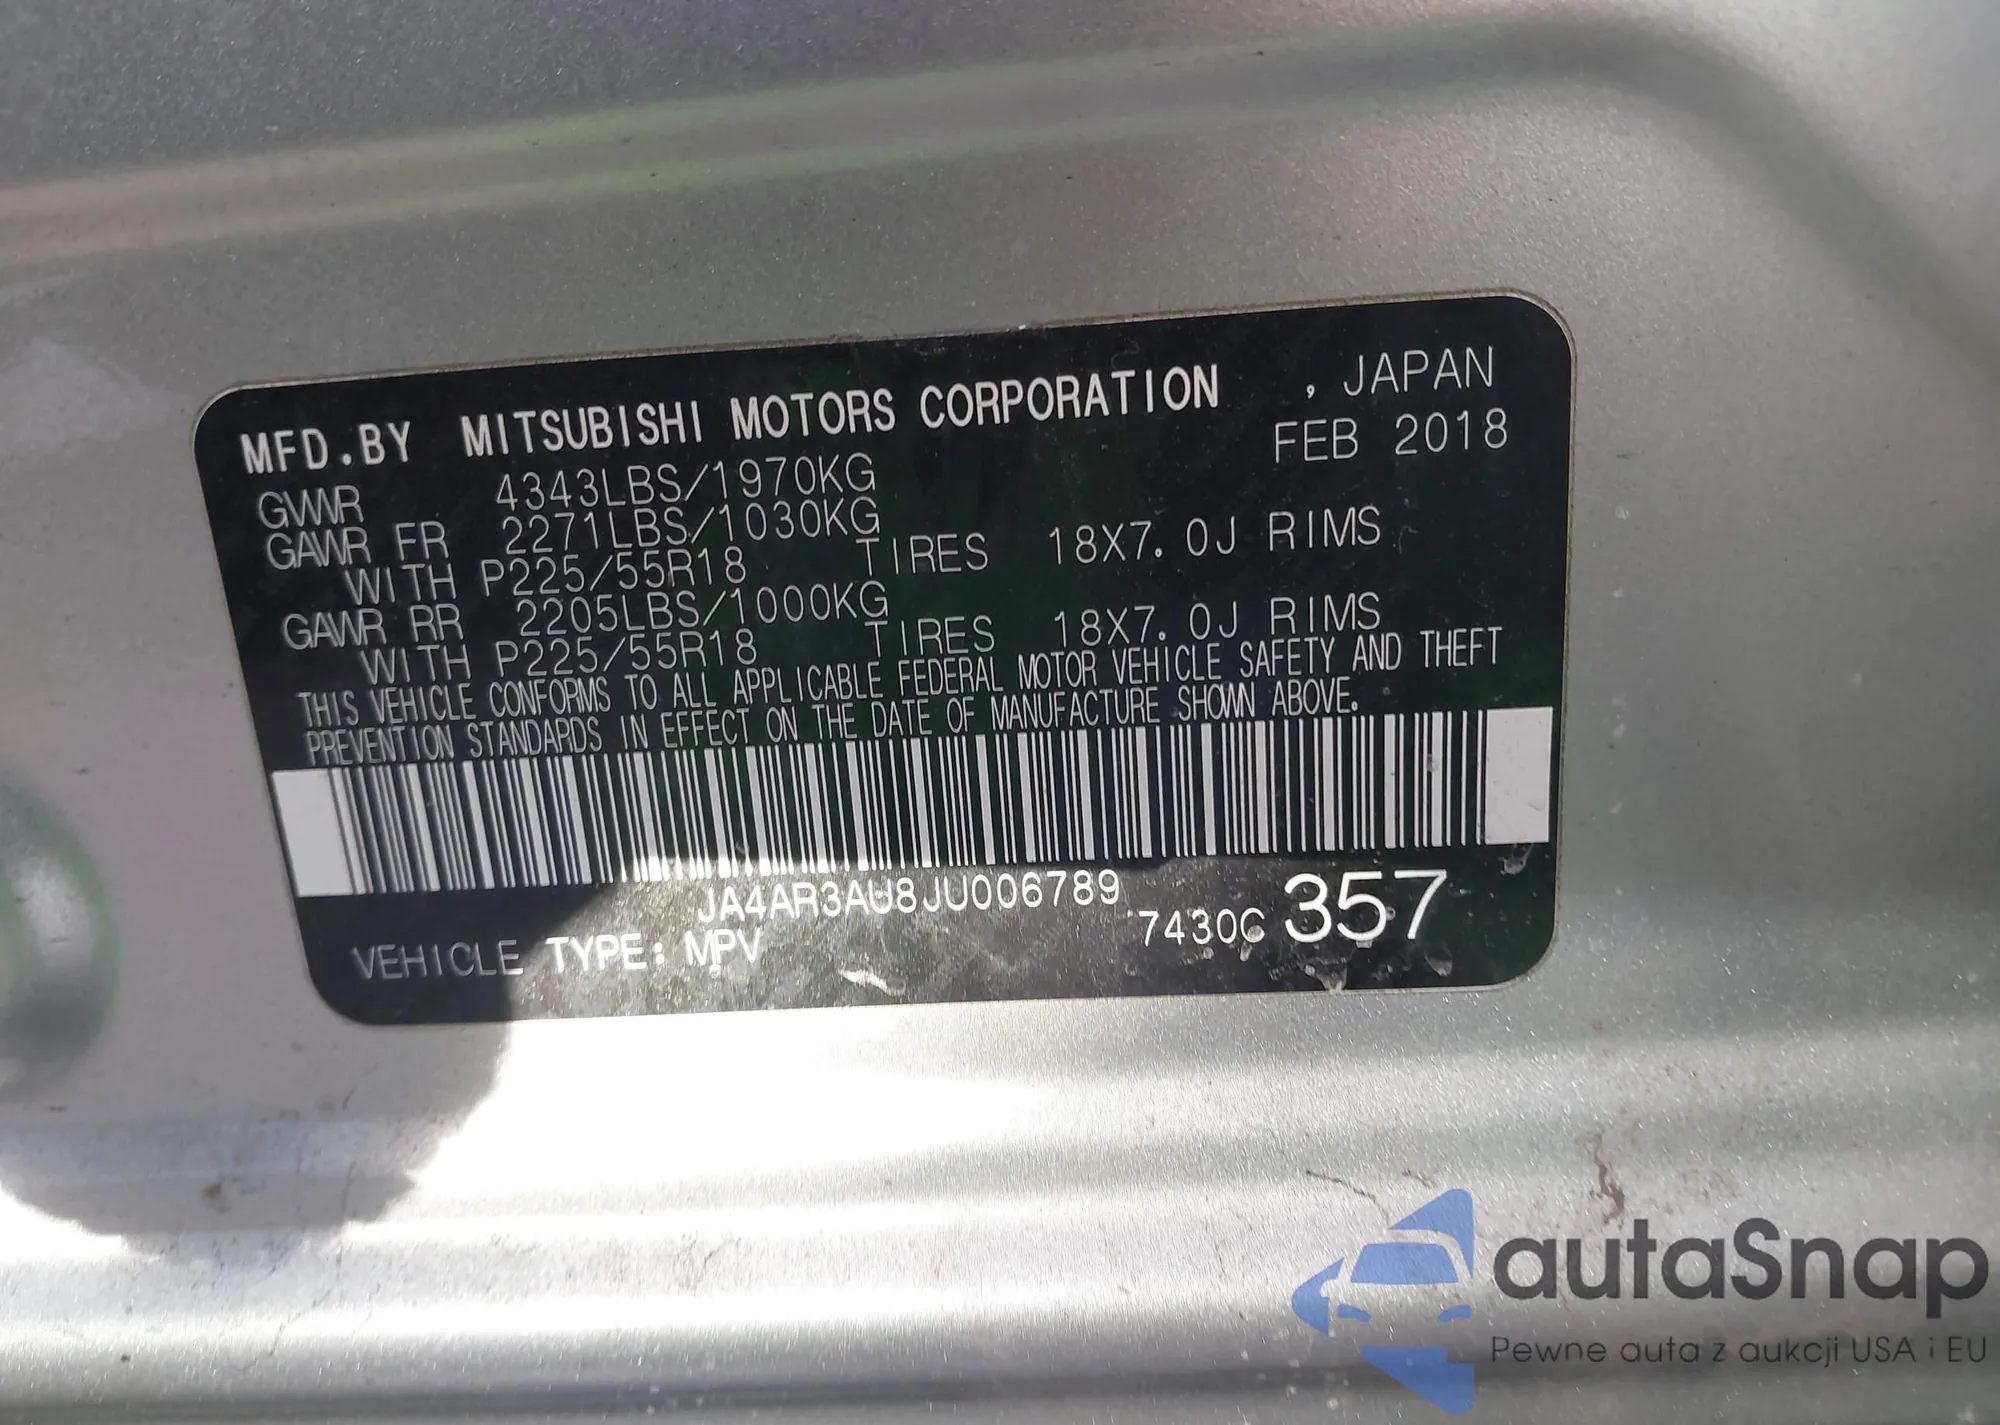 MFD.BY MITSUBISHI MOTORS CORPORATION , JAPAN
FEB 2018
GVWR 4343LBS/1970KG
GAWR FR 2271LBS/1030KG
WITH P225/55R18 TIRES 18X7.0J RIMS
GAWR RR 2205LBS/1000KG
WITH P225/55R18 TIRES 18X7.0J RIMS
THIS VEHICLE CONFORMS TO ALL APPLICABLE FEDERAL MOTOR VEHICLE SAFETY AND THEFT
PREVENTION STANDARDS IN EFFECT ON THE DATE OF MANUFACTURE SHOWN ABOVE.
JA4AR3AU8JU006789
VEHICLE TYPE: MPV 7430C 357
autaSnap
Pewne auta z aukcji USA i EU